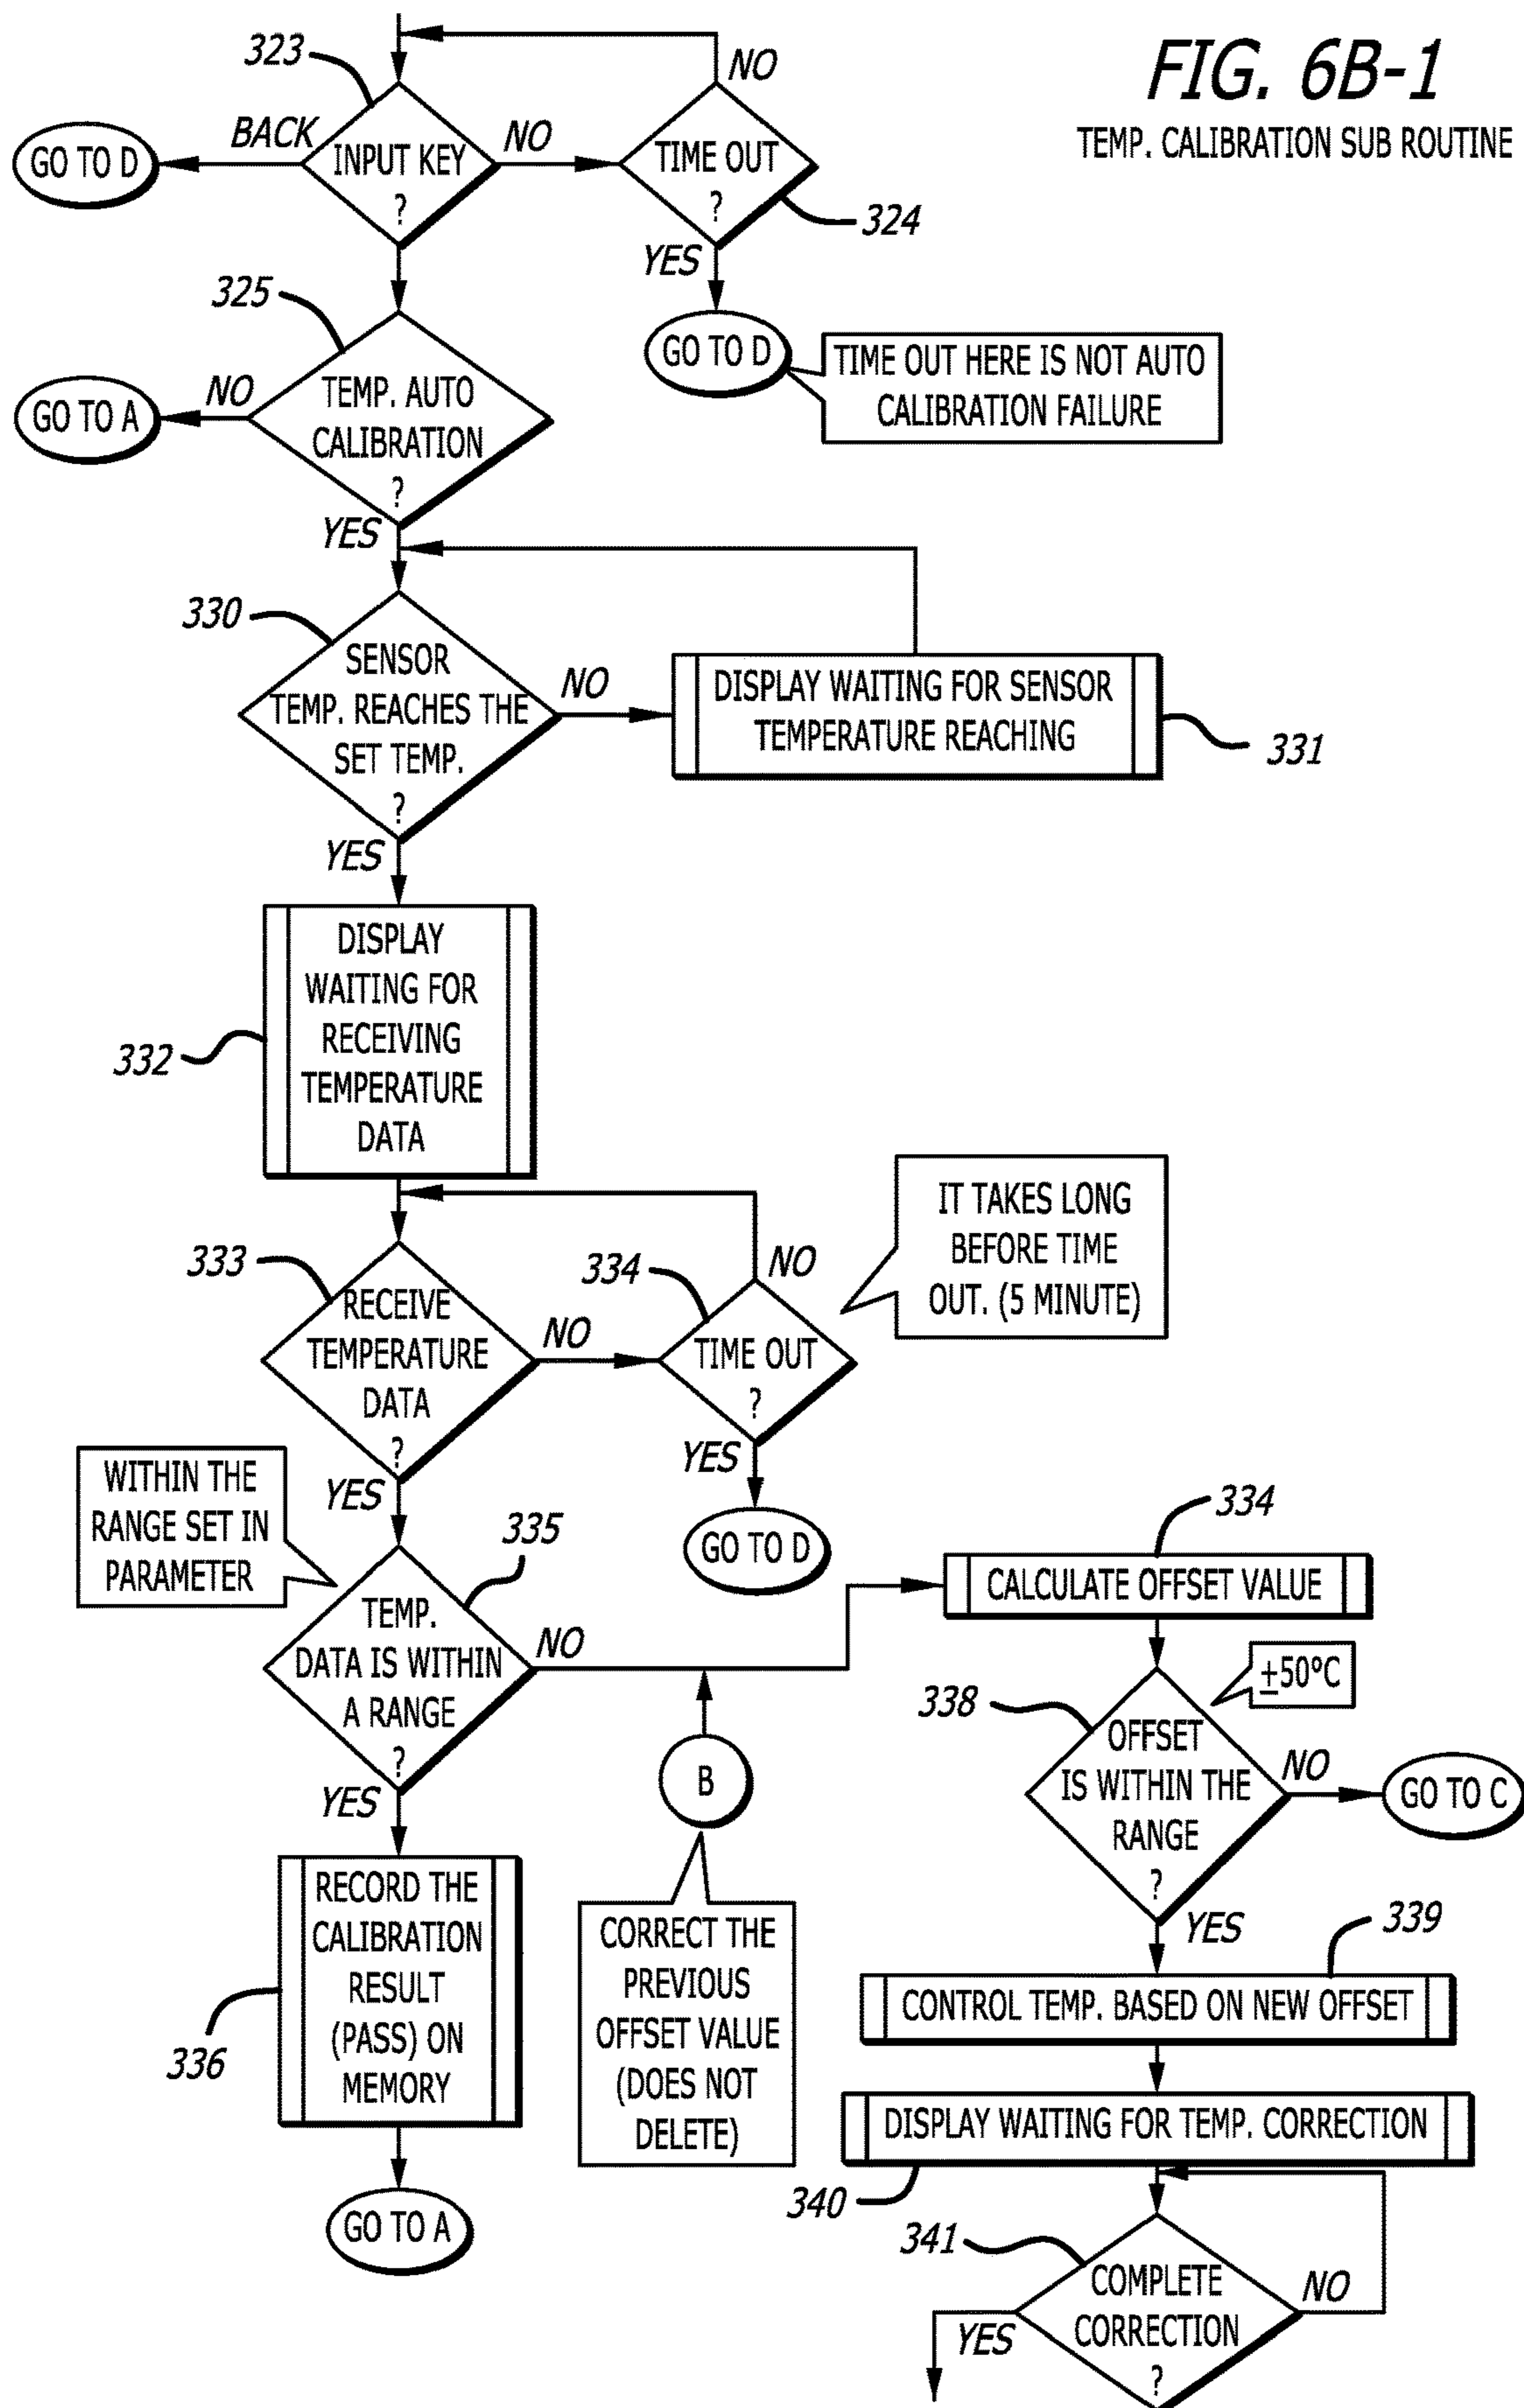 FIG. 6B-1
TEMP. CALIBRATION SUB ROUTINE
323
NO
BACK
NO
GO TO D
INPUT KEY
?
TIME OUT
?
324
YES
325
GO TO D
TIME OUT HERE IS NOT AUTO
CALIBRATION FAILURE
NO
GO TO A
TEMP. AUTO
CALIBRATION
?
YES
330
SENSOR
TEMP. REACHES THE
SET TEMP.
?
NO
DISPLAY WAITING FOR SENSOR
TEMPERATURE REACHING
331
YES
DISPLAY
WAITING FOR
RECEIVING
TEMPERATURE
DATA
332
IT TAKES LONG
BEFORE TIME
OUT. (5 MINUTE)
333
334
NO
RECEIVE
TEMPERATURE
DATA
?
NO
TIME OUT
?
YES
YES
GO TO D
WITHIN THE
RANGE SET IN
PARAMETER
335
TEMP.
DATA IS WITHIN
A RANGE
?
NO
334
CALCULATE OFFSET VALUE
±50°C
338
OFFSET
IS WITHIN THE
RANGE
?
NO
GO TO C
B
YES
RECORD THE
CALIBRATION
RESULT
(PASS) ON
MEMORY
336
CORRECT THE
PREVIOUS
OFFSET VALUE
(DOES NOT
DELETE)
YES
339
CONTROL TEMP. BASED ON NEW OFFSET
DISPLAY WAITING FOR TEMP. CORRECTION
340
GO TO A
341
COMPLETE
CORRECTION
?
NO
YES